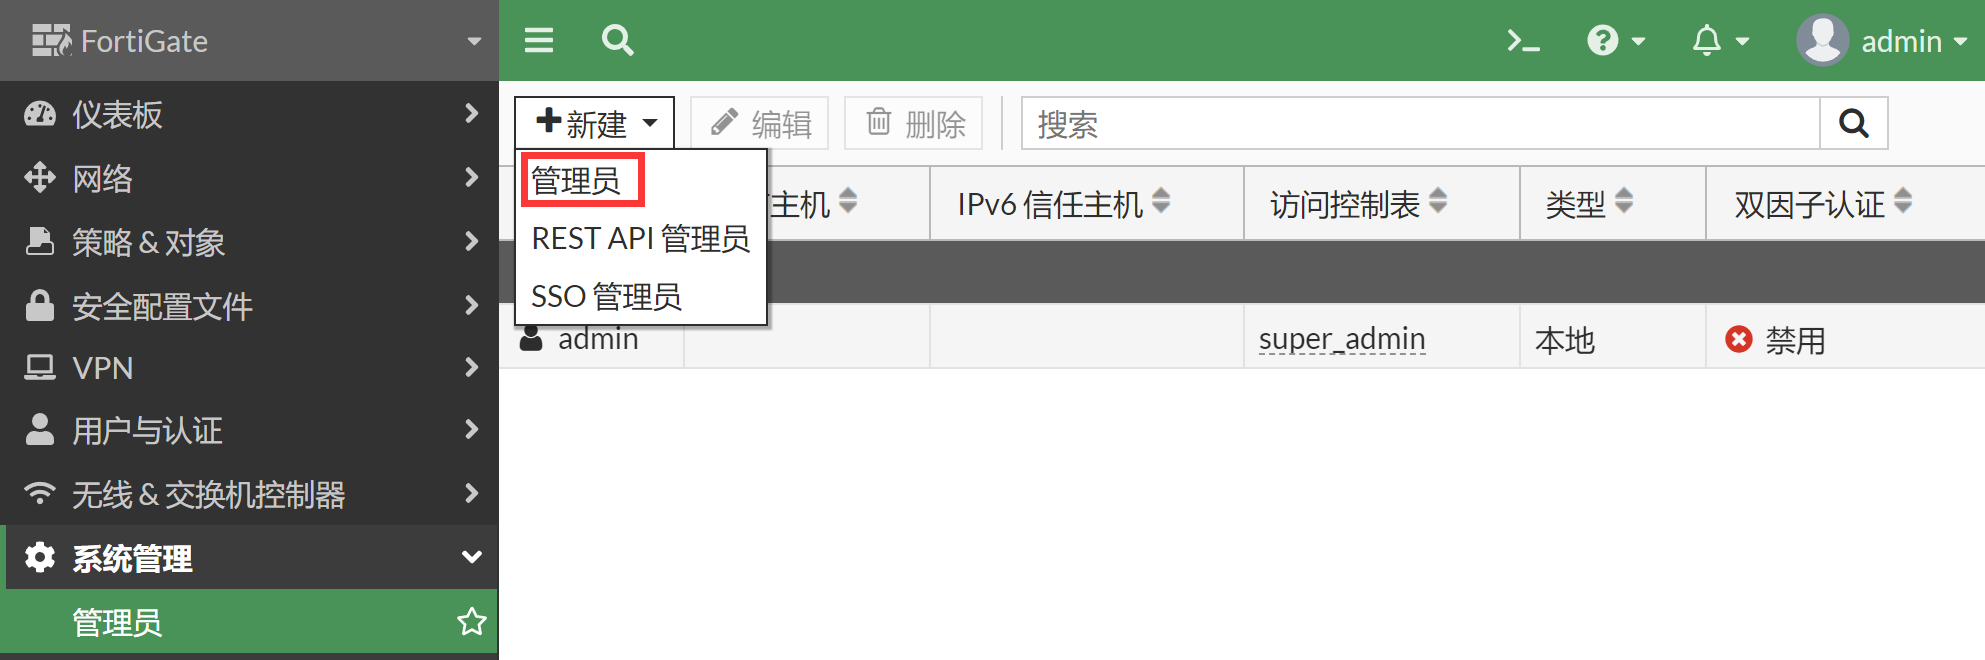 FortiGate
admin
仪表板
网络
策略 & 对象
安全配置文件
VPN
用户与认证
无线 & 交换机控制器
系统管理
管理员
新建
编辑
删除
搜索
管理员
REST API 管理员
SSO 管理员
主机
IPv6 信任主机
访问控制表
类型
双因子认证
admin
super_admin
本地
禁用